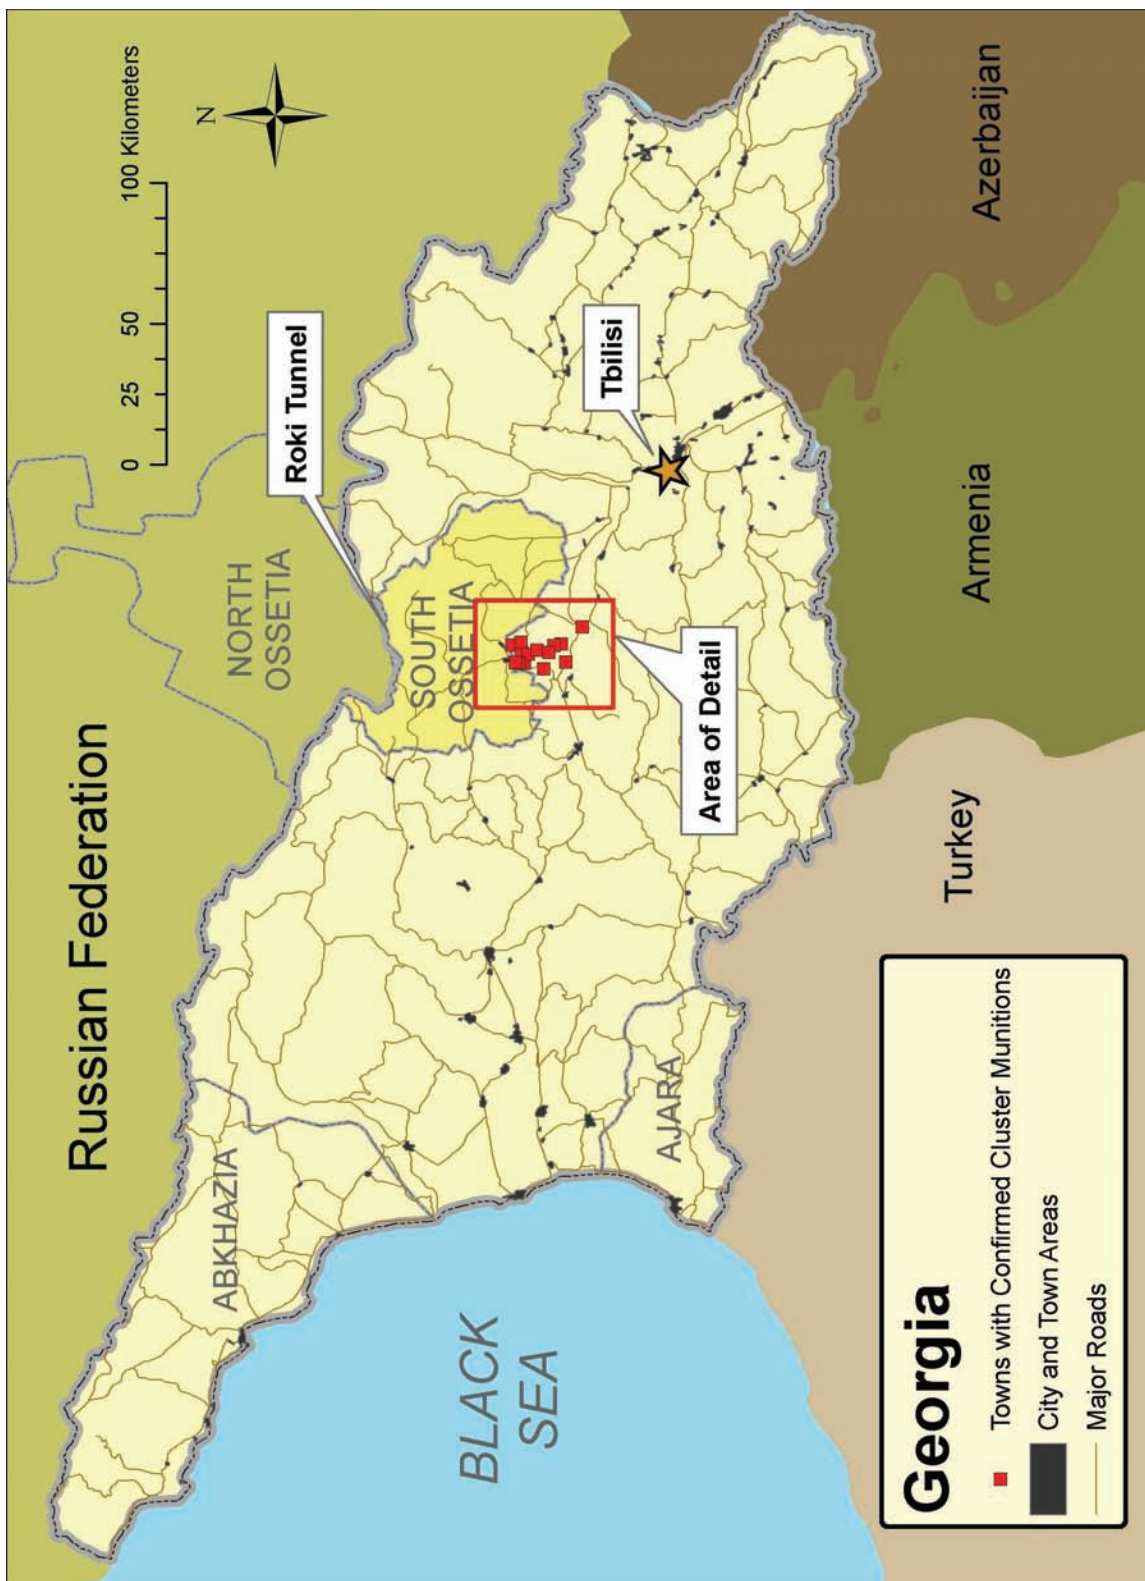 Russian Federation
NORTH
OSSETIA
0 25 50 100 Kilometers
N
Roki Tunnel
ABKHAZIA
SOUTH
OSSETIA
Tbilisi
BLACK
SEA
AJARA
Area of Detail
Turkey
Armenia
Azerbaijan
Georgia
Towns with Confirmed Cluster Munitions
City and Town Areas
Major Roads